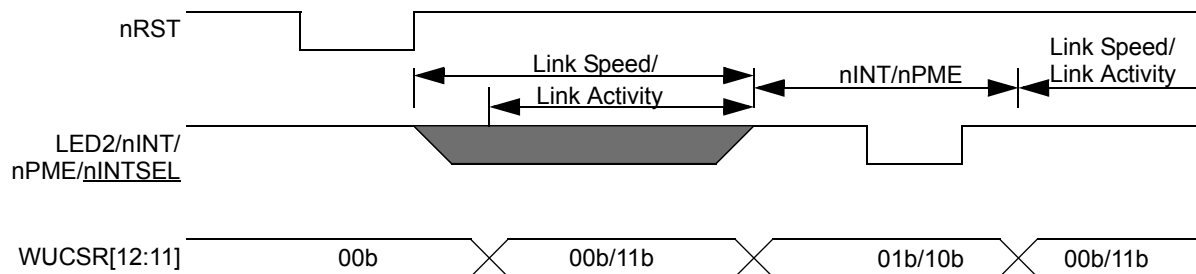 nRST
Link Speed/
Link Activity
nINT/nPME
Link Speed/
Link Activity
LED2/nINT/
nPME/nINTSEL
WUCSR[12:11]
00b
00b/11b
01b/10b
00b/11b